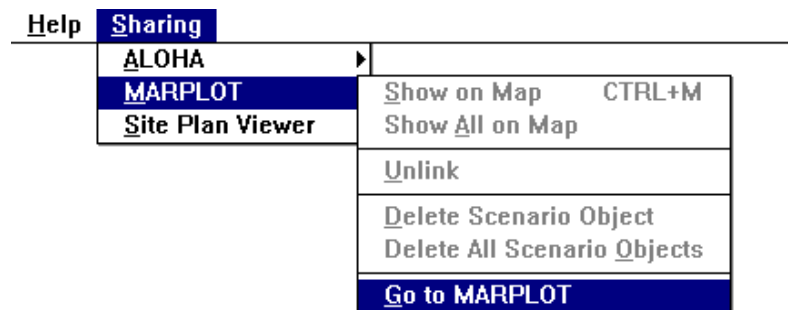 Help Sharing
ALOHA
MARPLOT
Site Plan Viewer
Show on Map CTRL+M
Show All on Map
Unlink
Delete Scenario Object
Delete All Scenario Objects
Go to MARPLOT